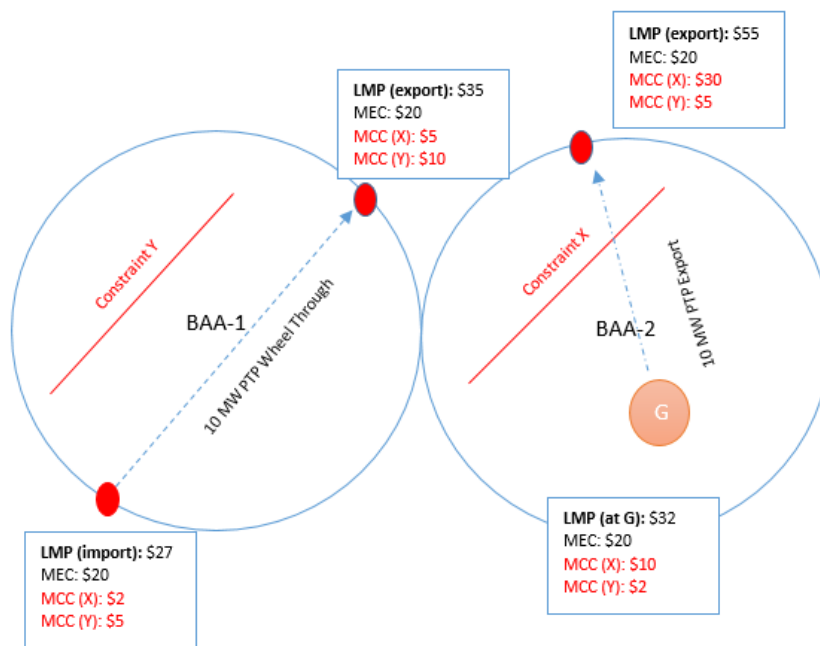 LMP (export): $55
MEC: $20
MCC (X): $30
MCC (Y): $5
LMP (export): $35
MEC: $20
MCC (X): $5
MCC (Y): $10
Constraint Y
BAA-1
10 MW PTP Wheel Through
Constraint X
BAA-2
10 MW PTP Export
G
LMP (import): $27
MEC: $20
MCC (X): $2
MCC (Y): $5
LMP (at G): $32
MEC: $20
MCC (X): $10
MCC (Y): $2